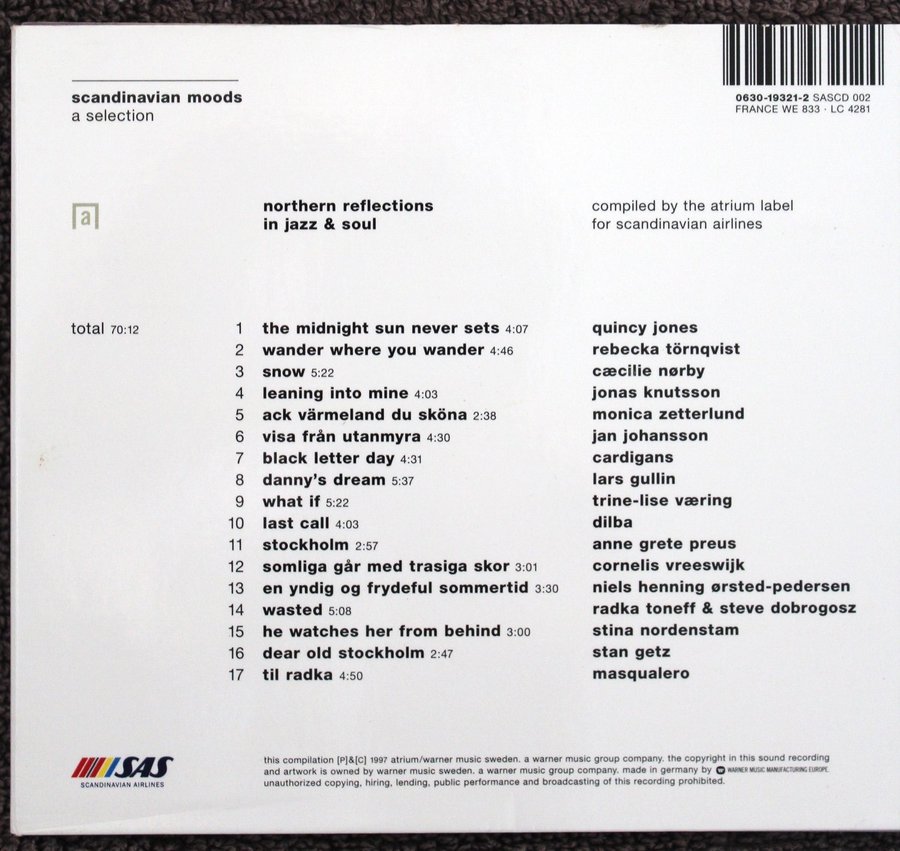 scandinavian moods
a selection
0630-19321-2 SASCD 002
FRANCE WE 833 · LC 4281
a
northern reflections
in jazz & soul
compiled by the atrium label
for scandinavian airlines
total 70:12
1 the midnight sun never sets 4:07 quincy jones
2 wander where you wander 4:46 rebecka törnqvist
3 snow 5:22 cæcilie nørby
4 leaning into mine 4:03 jonas knutsson
5 ack värmeland du sköna 2:38 monica zetterlund
6 visa från utanmyra 4:30 jan johansson
7 black letter day 4:31 cardigans
8 danny's dream 5:37 lars gullin
9 what if 5:22 trine-lise væring
10 last call 4:03 dilba
11 stockholm 2:57 anne grete preus
12 somliga går med trasiga skor 3:01 cornelis vreeswijk
13 en yndig og frydeful sommertid 3:30 niels henning ørsted-pedersen
14 wasted 5:08 radka toneff & steve dobrogosz
15 he watches her from behind 3:00 stina nordenstam
16 dear old stockholm 2:47 stan getz
17 til radka 4:50 masqualero
SAS
SCANDINAVIAN AIRLINES
this compilation [P]&[C] 1997 atrium/warner music sweden. a warner music group company. the copyright in this sound recording
and artwork is owned by warner music sweden. a warner music group company. made in germany by WARNER MUSIC MANUFACTURING EUROPE.
unauthorized copying, hiring, lending, public performance and broadcasting of this recording prohibited.